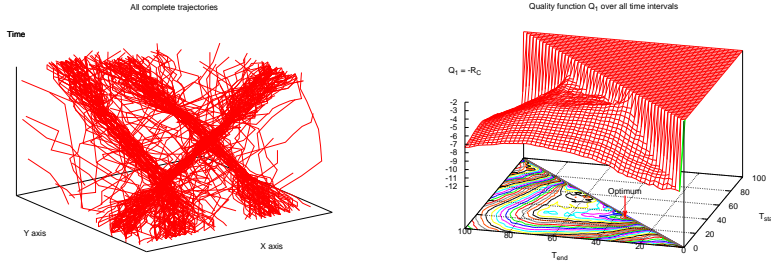 All complete trajectories
Time
Y axis
X axis
Quality function Q1 over all time intervals
Q1 = -RC
-2
-3
-4
-5
-6
-7
-8
-9
-10
-11
-12
Optimum
100
80
60
40
20
0
Tend
0
20
40
60
80
100
Tsta